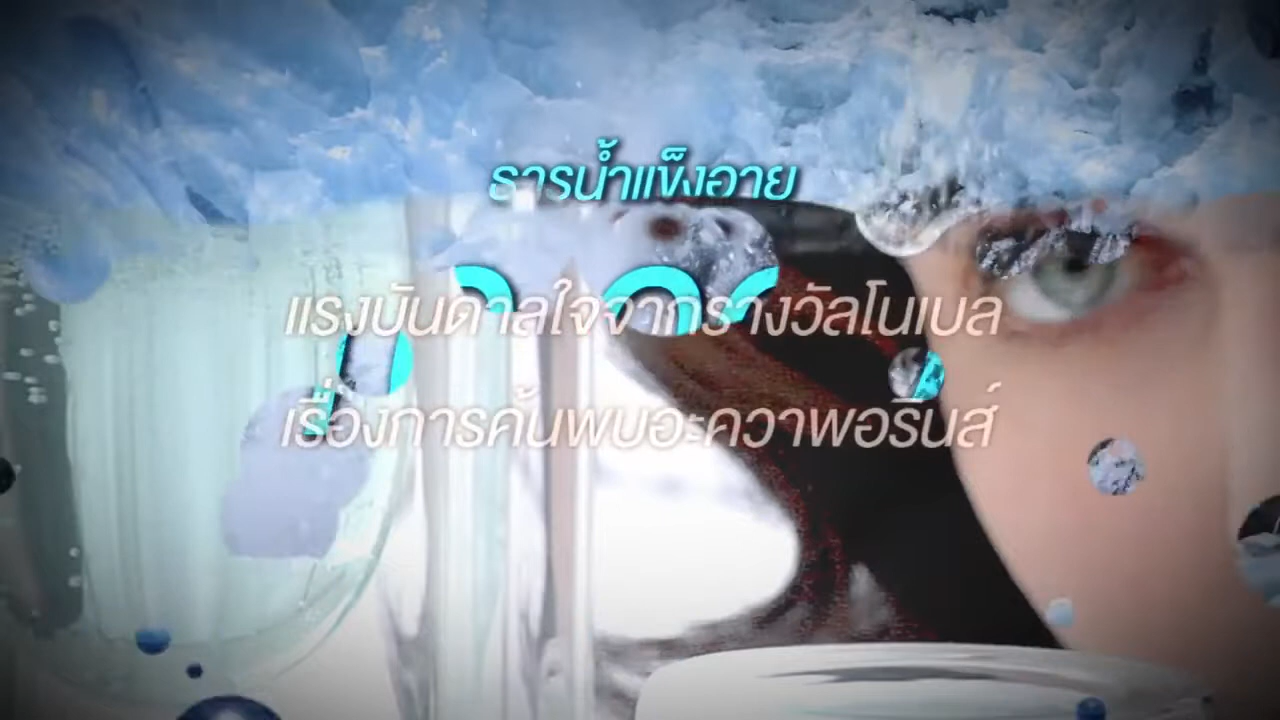 ธารน้ำแข็งอาย
แรงบันดาลใจจากรางวัลโนเบล
เรื่องการค้นพบอะควาพอรินส์